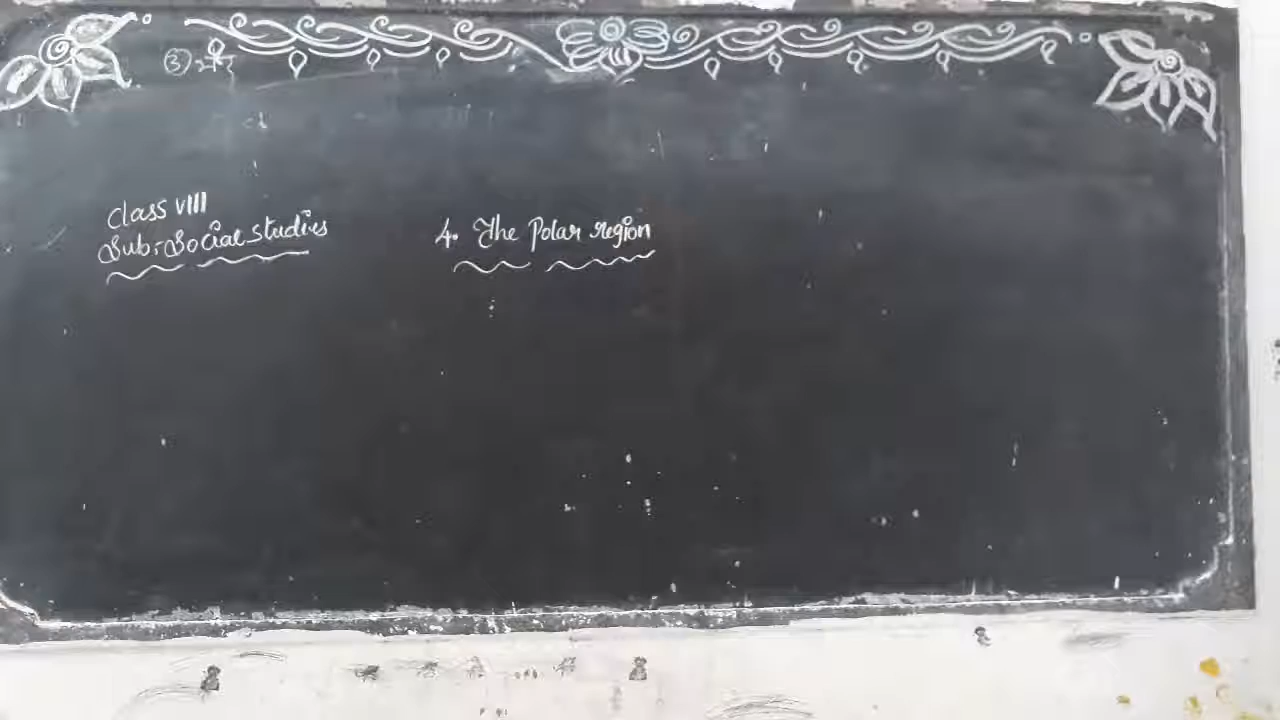 Class VIII
Sub: Social studies
4. The Polar region